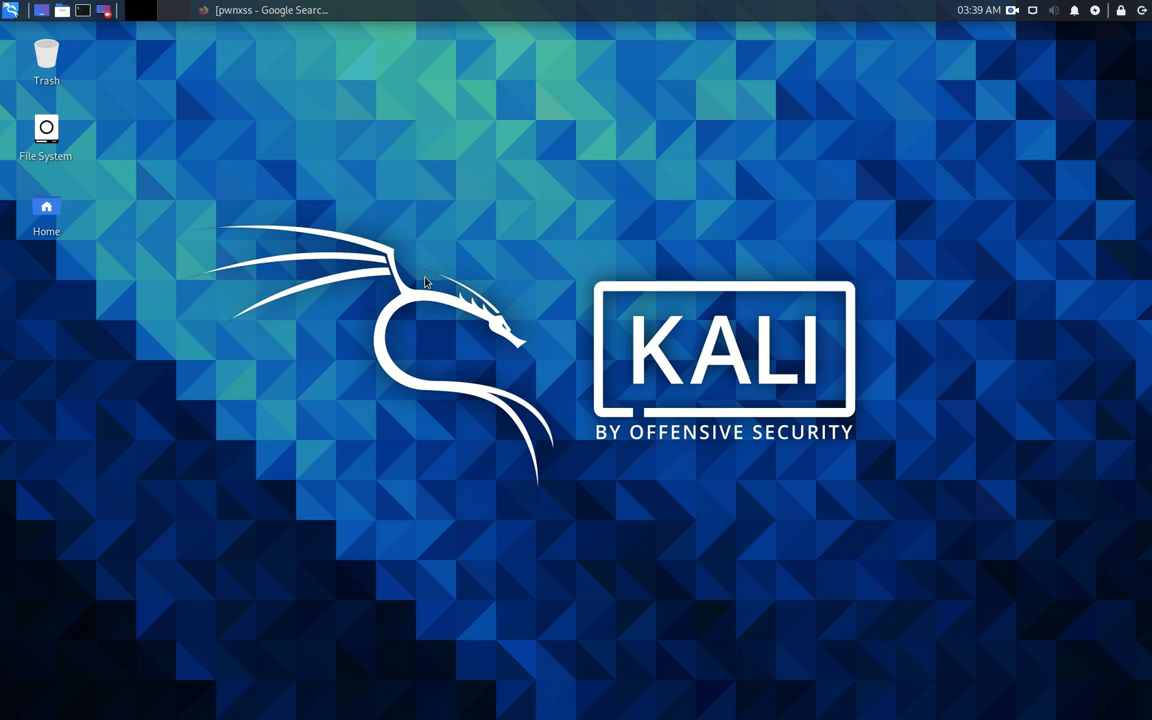 [pwnxss - Google Searc...
03:39 AM
Trash
File System
Home
KALI
BY OFFENSIVE SECURITY